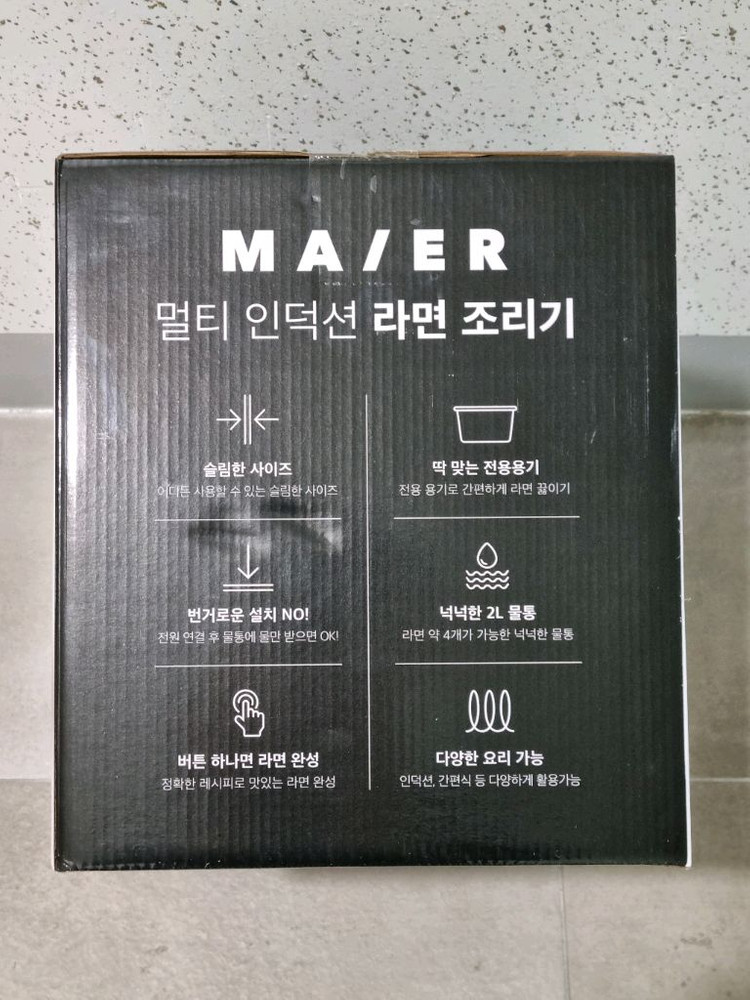 MAIER
멀티 인덕션 라면 조리기
슬림한 사이즈
어디든 사용할 수 있는 슬림한 사이즈
딱 맞는 전용용기
전용 용기로 간편하게 라면 끓이기
번거로운 설치 NO!
전원 연결 후 물통에 물만 받으면 OK!
넉넉한 2L 물통
라면 약 4개가 가능한 넉넉한 물통
버튼 하나면 라면 완성
정확한 레시피로 맛있는 라면 완성
다양한 요리 가능
인덕션, 간편식 등 다양하게 활용가능